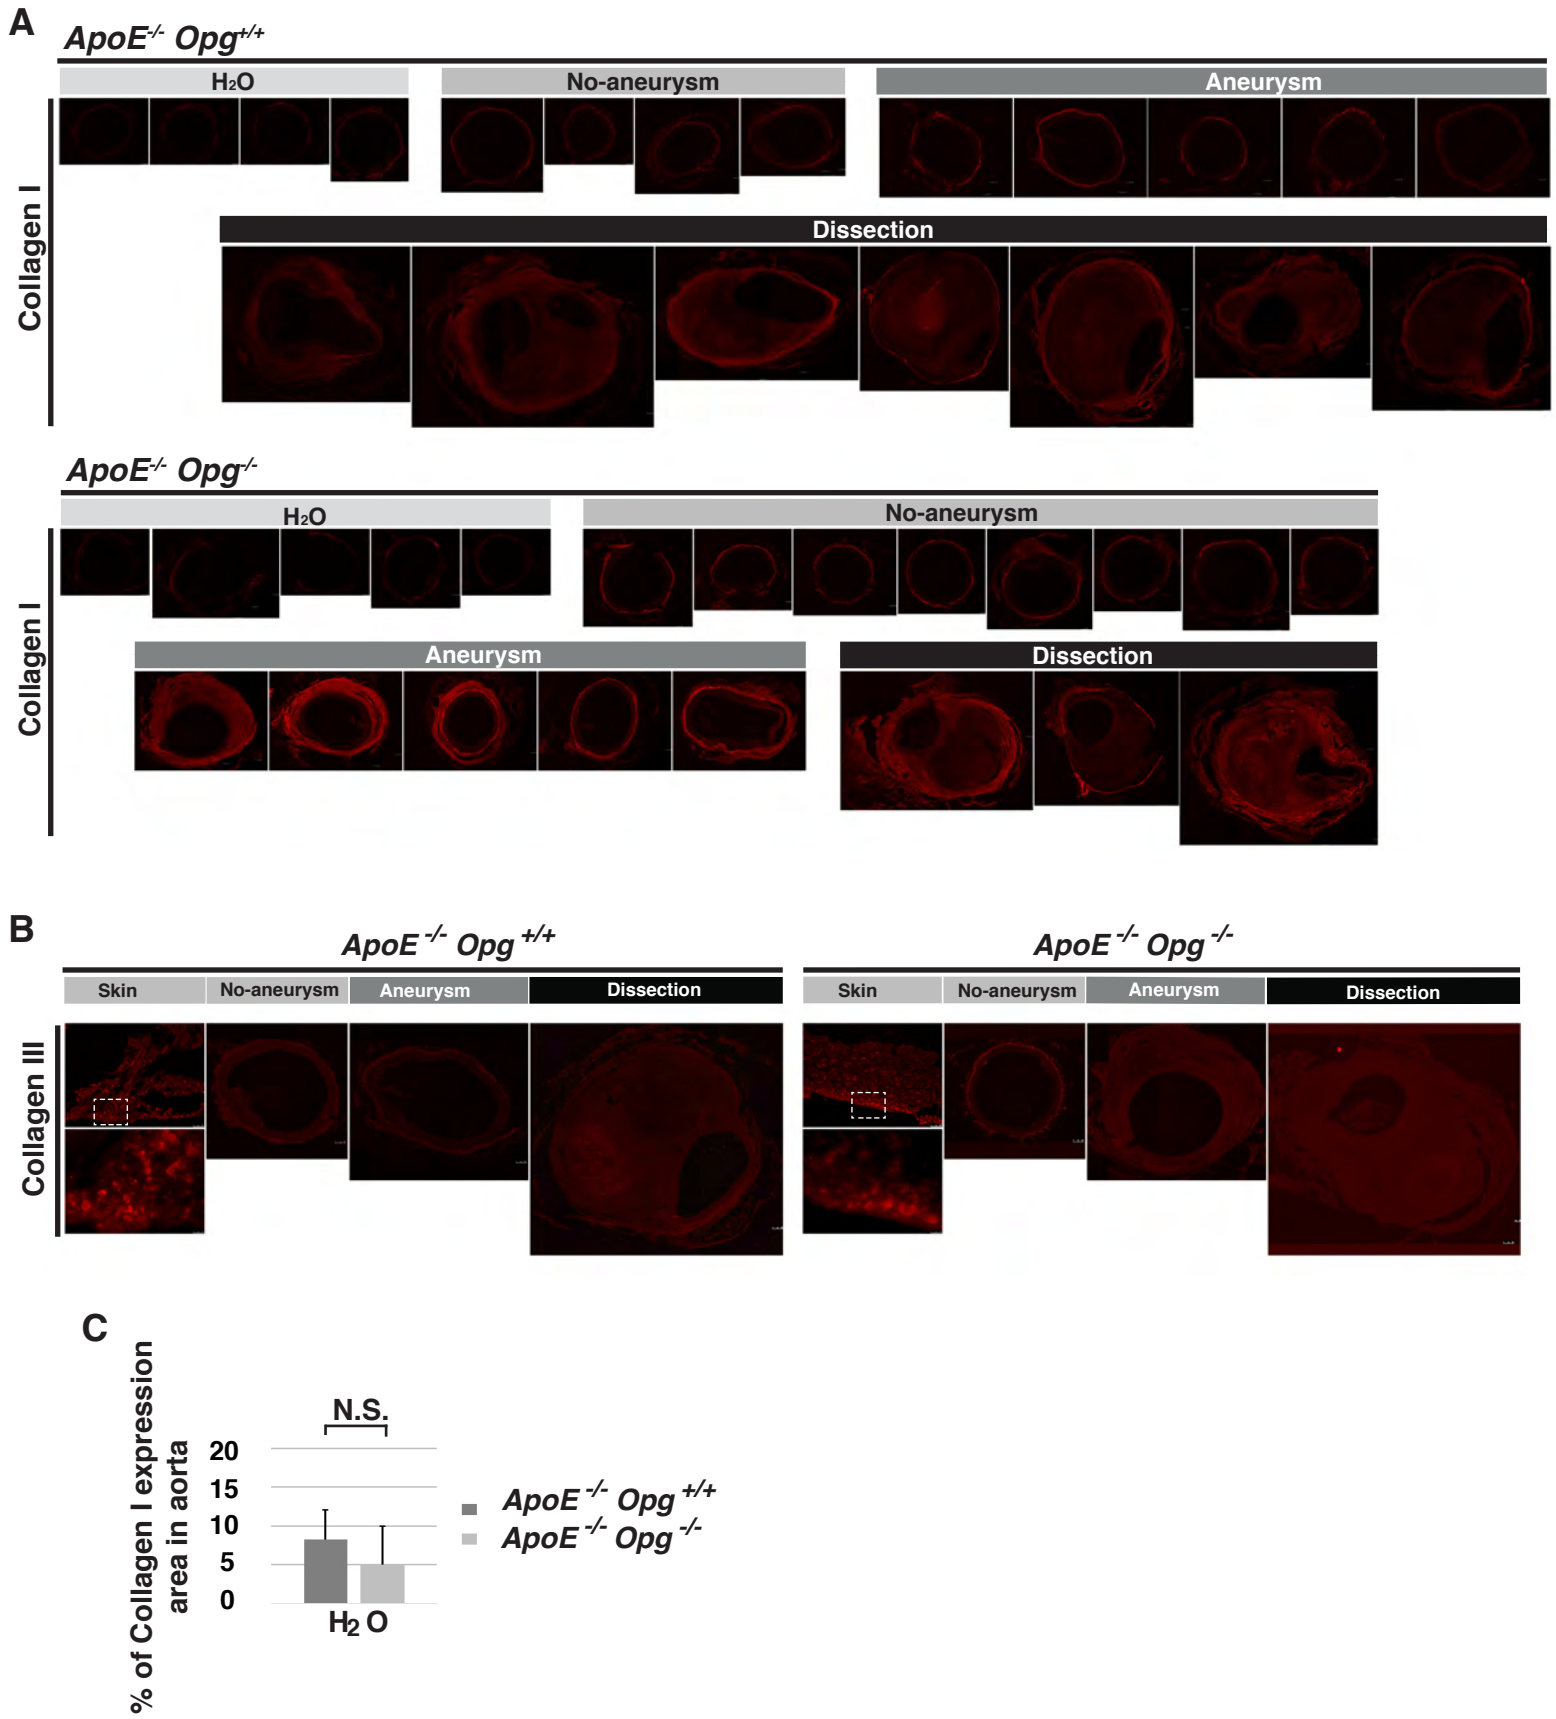 A
ApoE-/- Opg+/+
H2O No-aneurysm Aneurysm
Collagen I
Dissection
ApoE-/- Opg-/-
H2O No-aneurysm
Collagen I
Aneurysm Dissection
B
ApoE -/- Opg +/+ ApoE -/- Opg -/-
Skin No-aneurysm Aneurysm Dissection Skin No-aneurysm Aneurysm Dissection
Collagen III
C
% of Collagen I expression
area in aorta
N.S.
20
15
10
5
0
H2 O
ApoE -/- Opg +/+
ApoE -/- Opg -/-